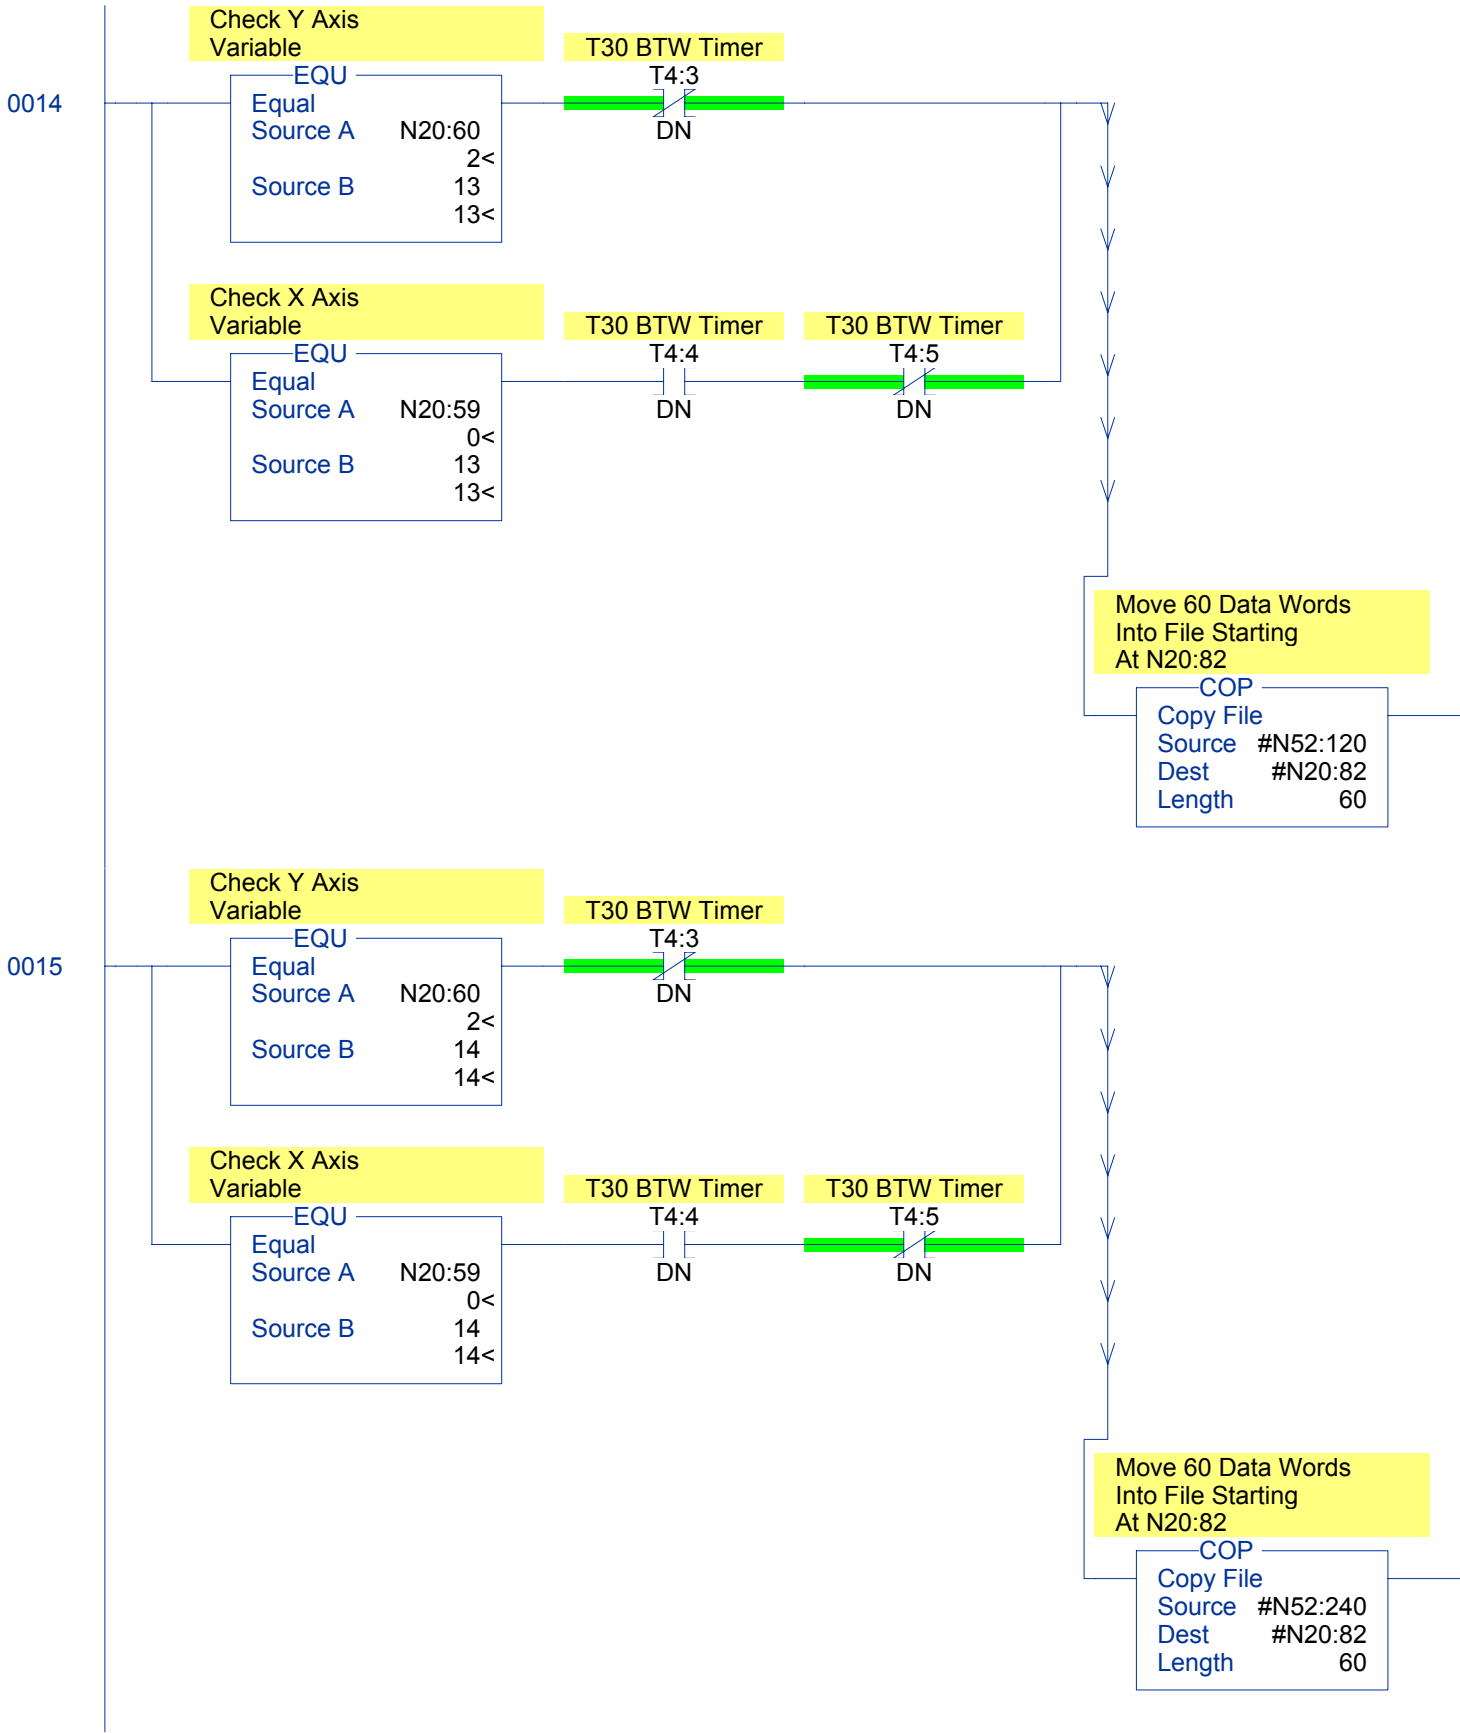 Check Y Axis
Variable
T30 BTW Timer
EQU
T4:3
0014
Equal
Source A N20:60
DN
2<
Source B 13
13<
Check X Axis
Variable
T30 BTW Timer T30 BTW Timer
EQU
T4:4 T4:5
Equal
Source A N20:59
DN DN
0<
Source B 13
13<
Move 60 Data Words
Into File Starting
At N20:82
COP
Copy File
Source #N52:120
Dest #N20:82
Length 60
Check Y Axis
Variable
T30 BTW Timer
EQU
T4:3
0015
Equal
Source A N20:60
DN
2<
Source B 14
14<
Check X Axis
Variable
T30 BTW Timer T30 BTW Timer
EQU
T4:4 T4:5
Equal
Source A N20:59
DN DN
0<
Source B 14
14<
Move 60 Data Words
Into File Starting
At N20:82
COP
Copy File
Source #N52:240
Dest #N20:82
Length 60